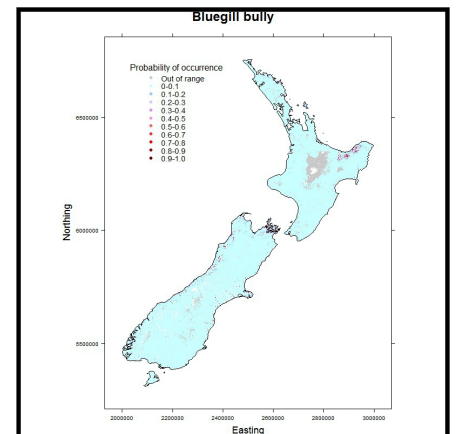 Bluegill bully
Probability of occurrence
Out of range
0-0.1
0.1-0.2
0.2-0.3
0.3-0.4
0.4-0.5
0.5-0.6
0.6-0.7
0.7-0.8
0.8-0.9
0.9-1.0
Northing
6500000
6000000
5500000
2000000 2200000 2400000 2600000 2800000 3000000
Easting